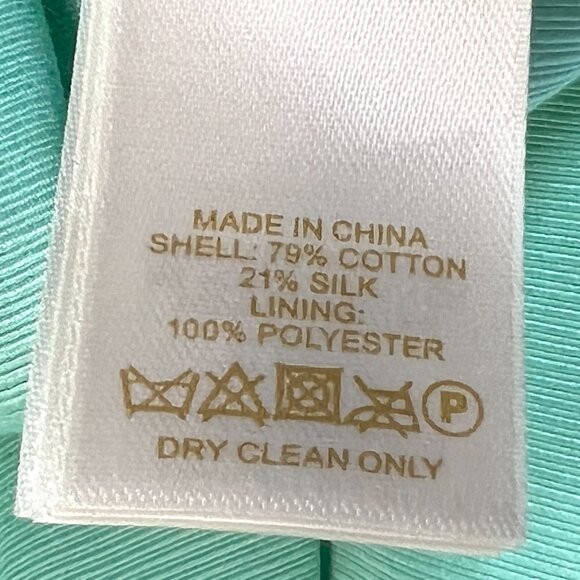 MADE IN CHINA
SHELL: 79% COTTON
21% SILK
LINING:
100% POLYESTER
P
DRY CLEAN ONLY